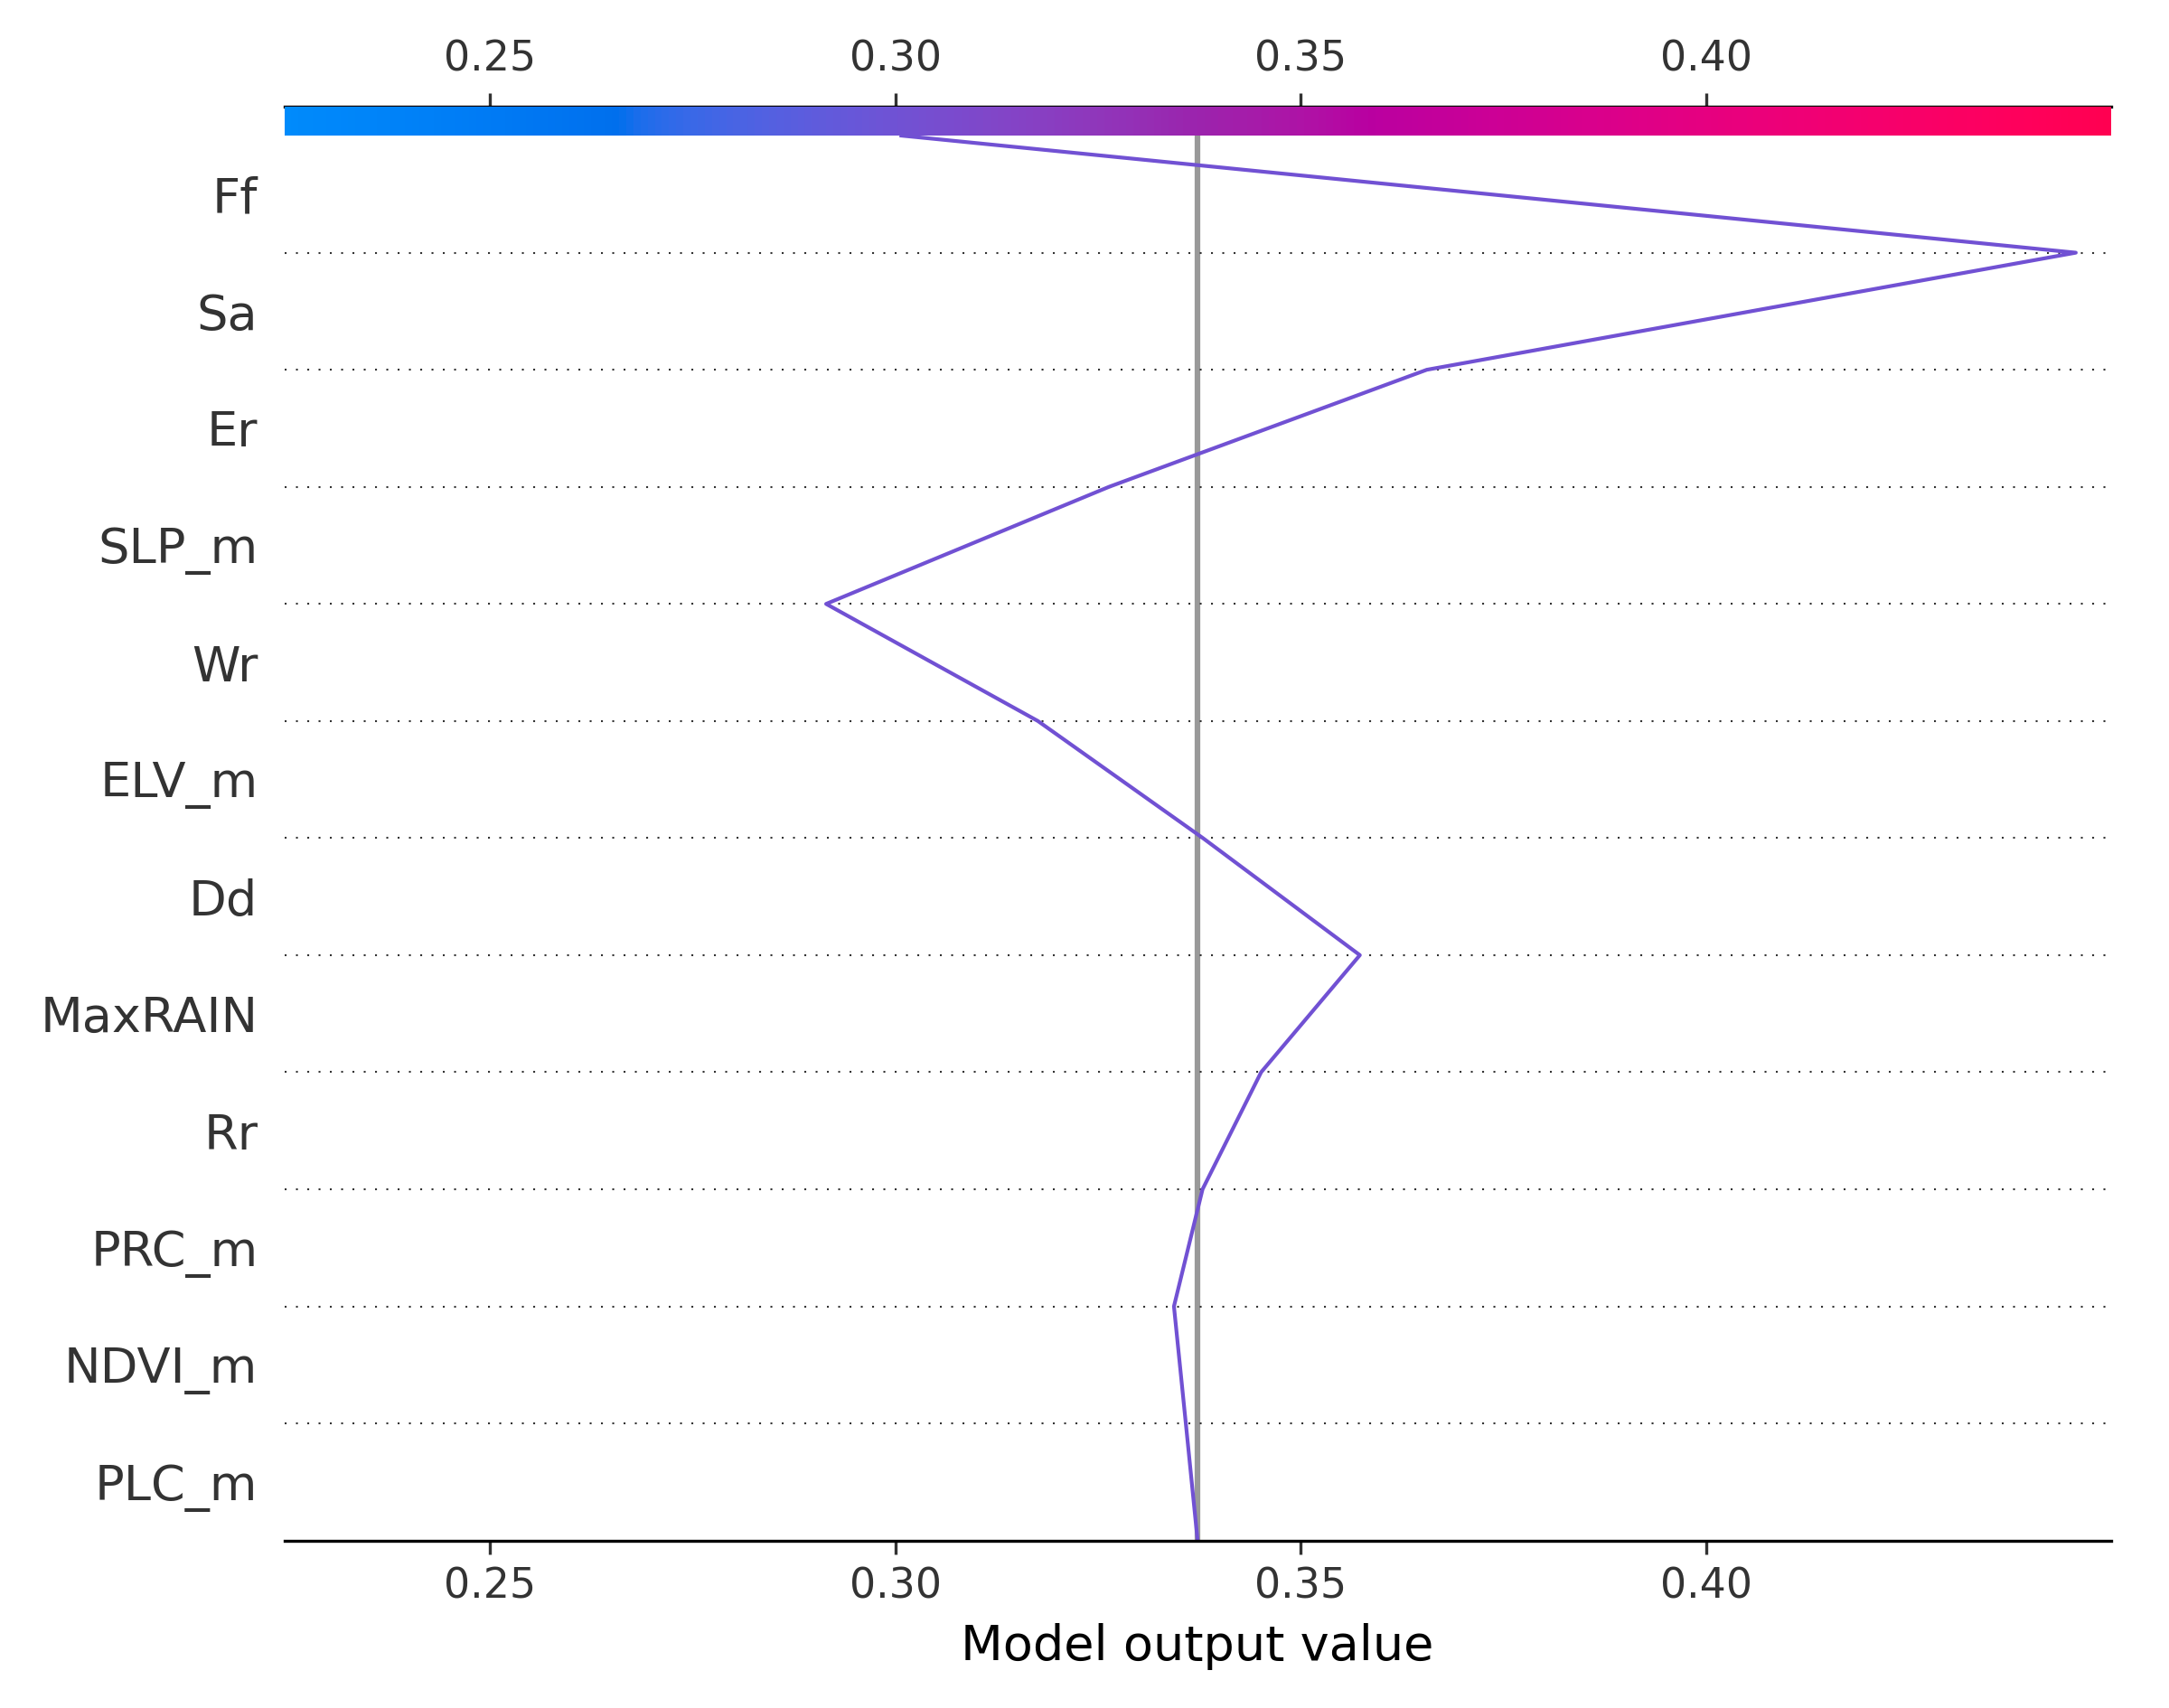 0.25 0.30 0.35 0.40
Ff
Sa
Er
SLP_m
Wr
ELV_m
Dd
MaxRAIN
Rr
PRC_m
NDVI_m
PLC_m
0.25 0.30 0.35 0.40
Model output value